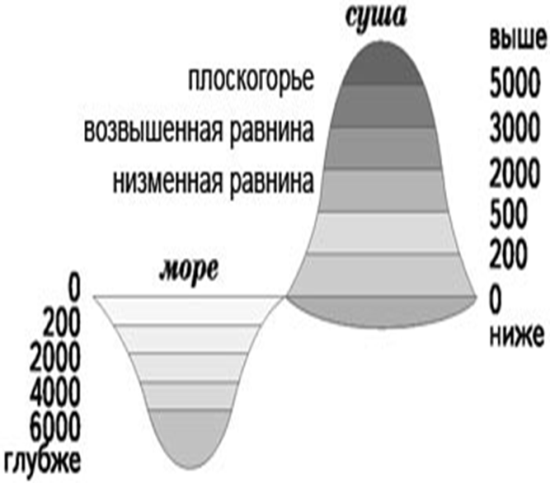 суша
выше
5000
3000
2000
500
200
0
ниже
плоскогорье
возвышенная равнина
низменная равнина
море
0
200
2000
4000
6000
глубже